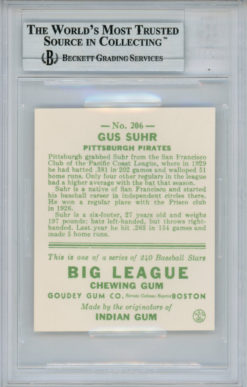 THE WORLD'S MOST TRUSTED
SOURCE IN COLLECTING™
BECKETT GRADING SERVICES
— No. 206 —
GUS SUHR
PITTSBURGH PIRATES
Pittsburgh grabbed Suhr from the San Francisco
Club of the Pacific Coast League, where in 1929
he had batted .381 in 202 games and walloped 51
home runs. Only four other regulars in the league
had a higher average with the bat that season.
Suhr is a native of San Francisco and started
his baseball career in independent circles there.
He won a regular place with the Frisco club
in 1926.
Suhr is a six-footer, 27 years old and weighs
197 pounds; bats left-handed, but throws right-
handed. Last year he hit .263 in 154 games and
made 5 home runs.
This is one of a series of 240 Baseball Stars
BIG LEAGUE
CHEWING GUM
GOUDEY GUM CO. BOSTON
Made by the originators of
INDIAN GUM